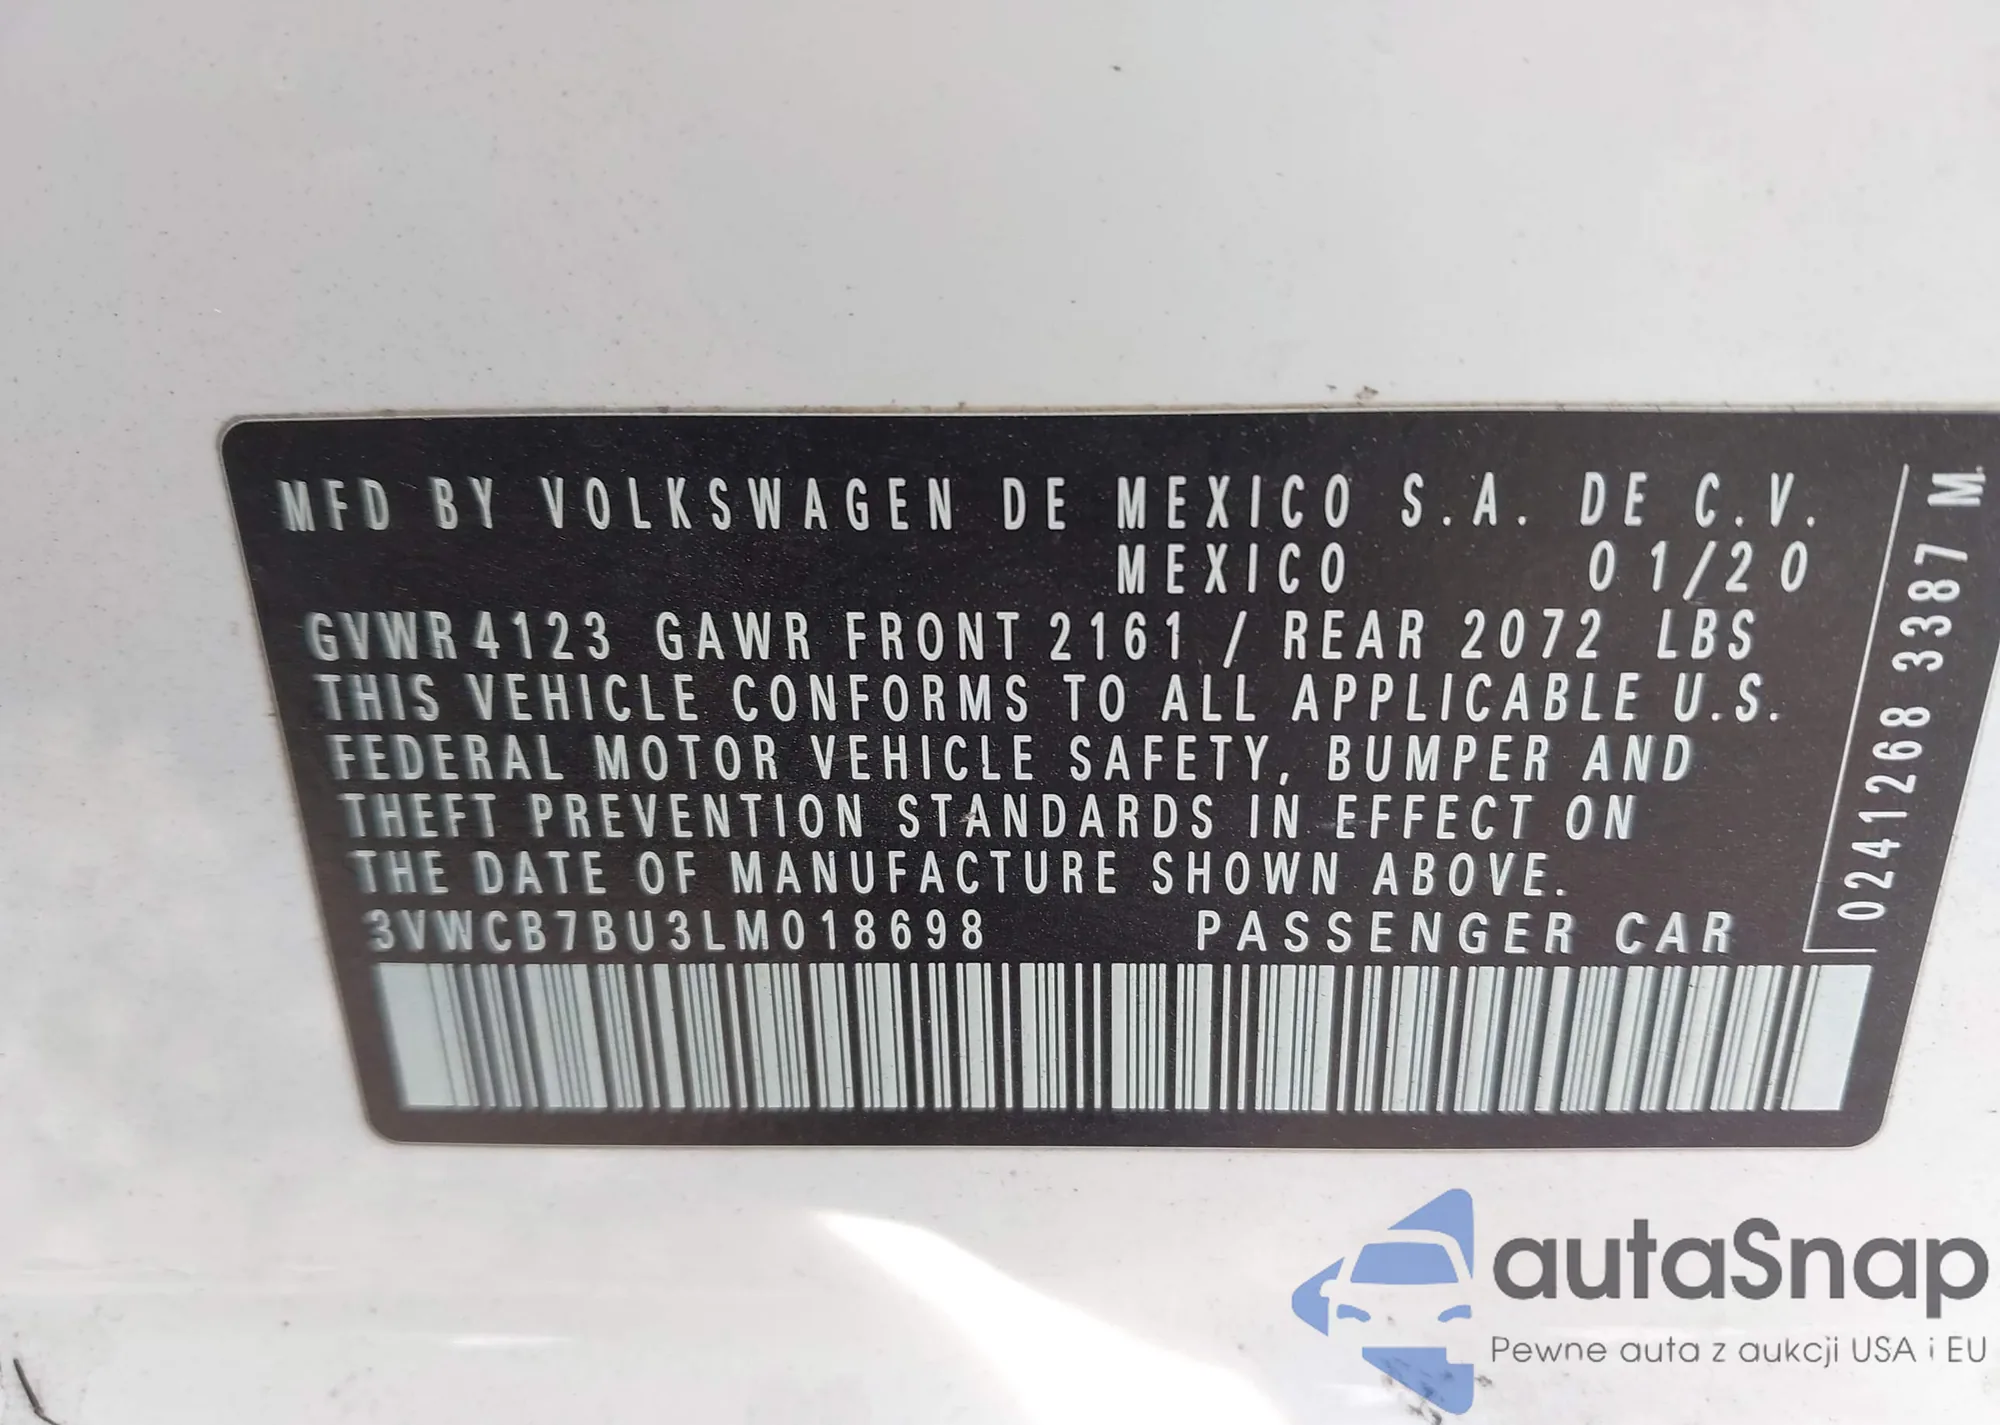 MFD BY VOLKSWAGEN DE MEXICO S.A. DE C.V.
MEXICO 01/20
GVWR 4123 GAWR FRONT 2161 / REAR 2072 LBS
THIS VEHICLE CONFORMS TO ALL APPLICABLE U.S.
FEDERAL MOTOR VEHICLE SAFETY, BUMPER AND
THEFT PREVENTION STANDARDS IN EFFECT ON
THE DATE OF MANUFACTURE SHOWN ABOVE.
3VWCB7BU3LM018698 PASSENGER CAR
0241268 3387 M.
autaSnap
Pewne auta z aukcji USA i EU